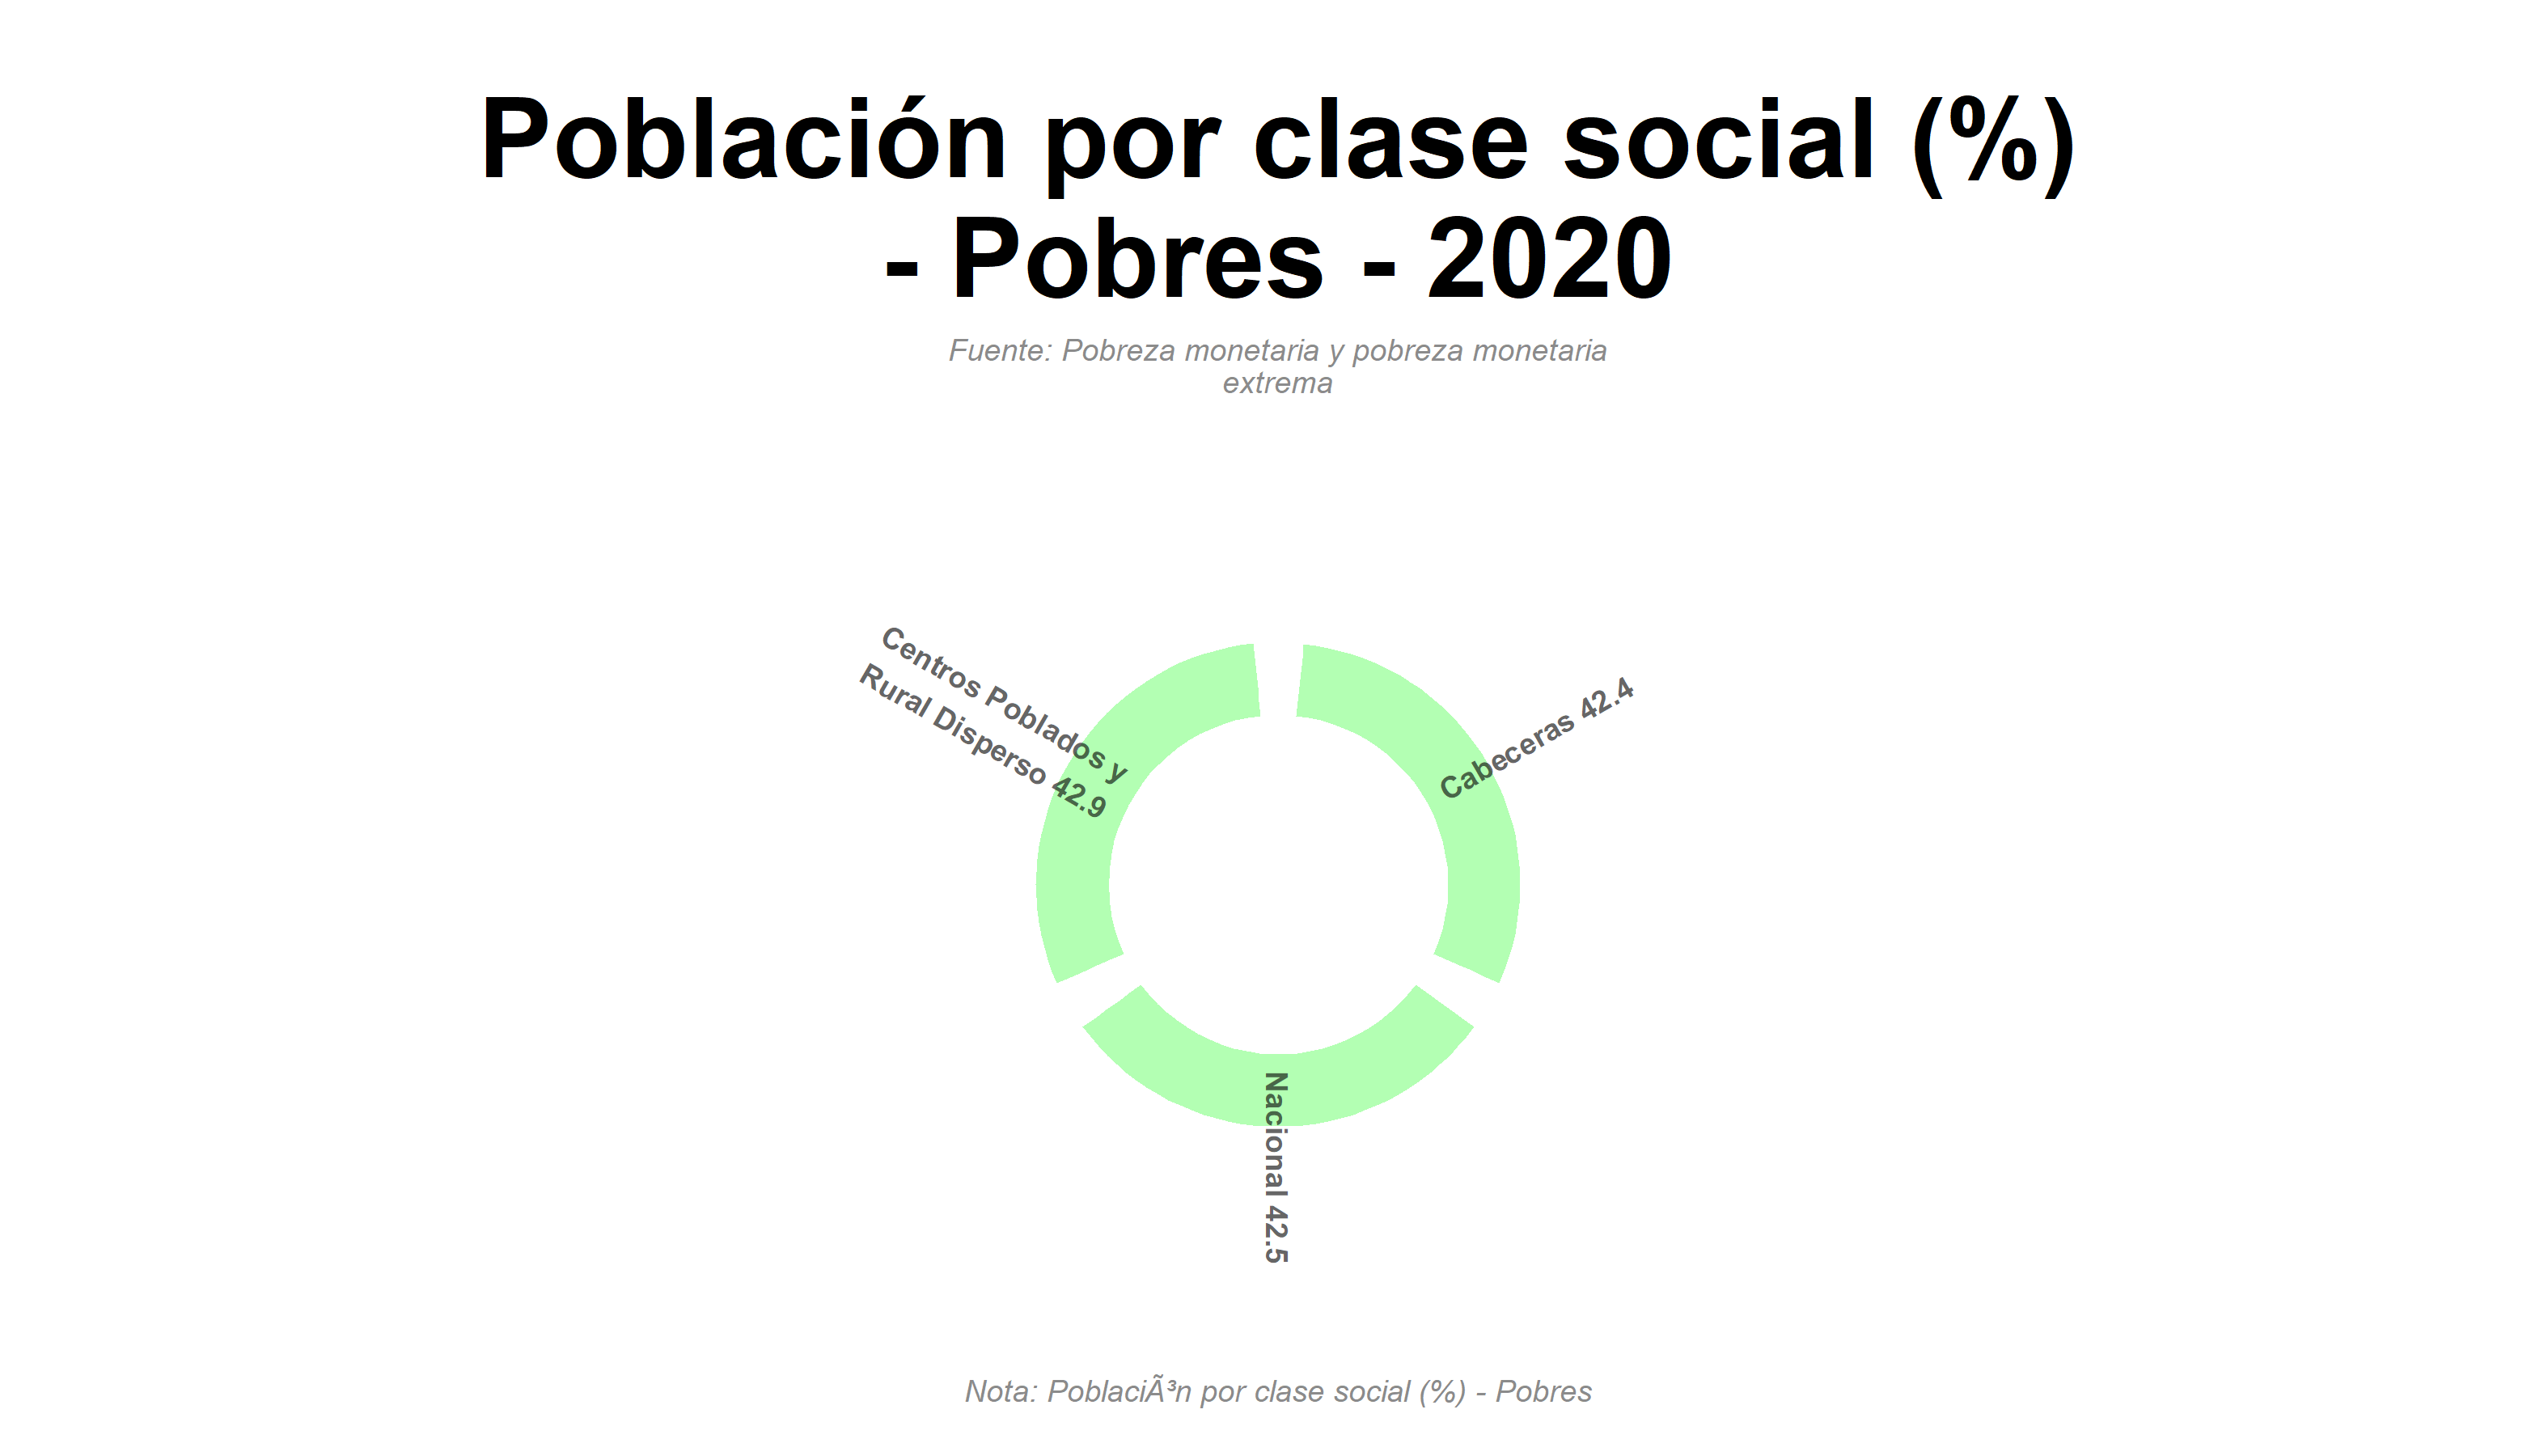 Población por clase social (%)
- Pobres - 2020
Fuente: Pobreza monetaria y pobreza monetaria
extrema
Centros Poblados y
Rural Disperso 42.9
Cabeceras 42.4
Nacional 42.5
Nota: PoblaciÃ³n por clase social (%) - Pobres